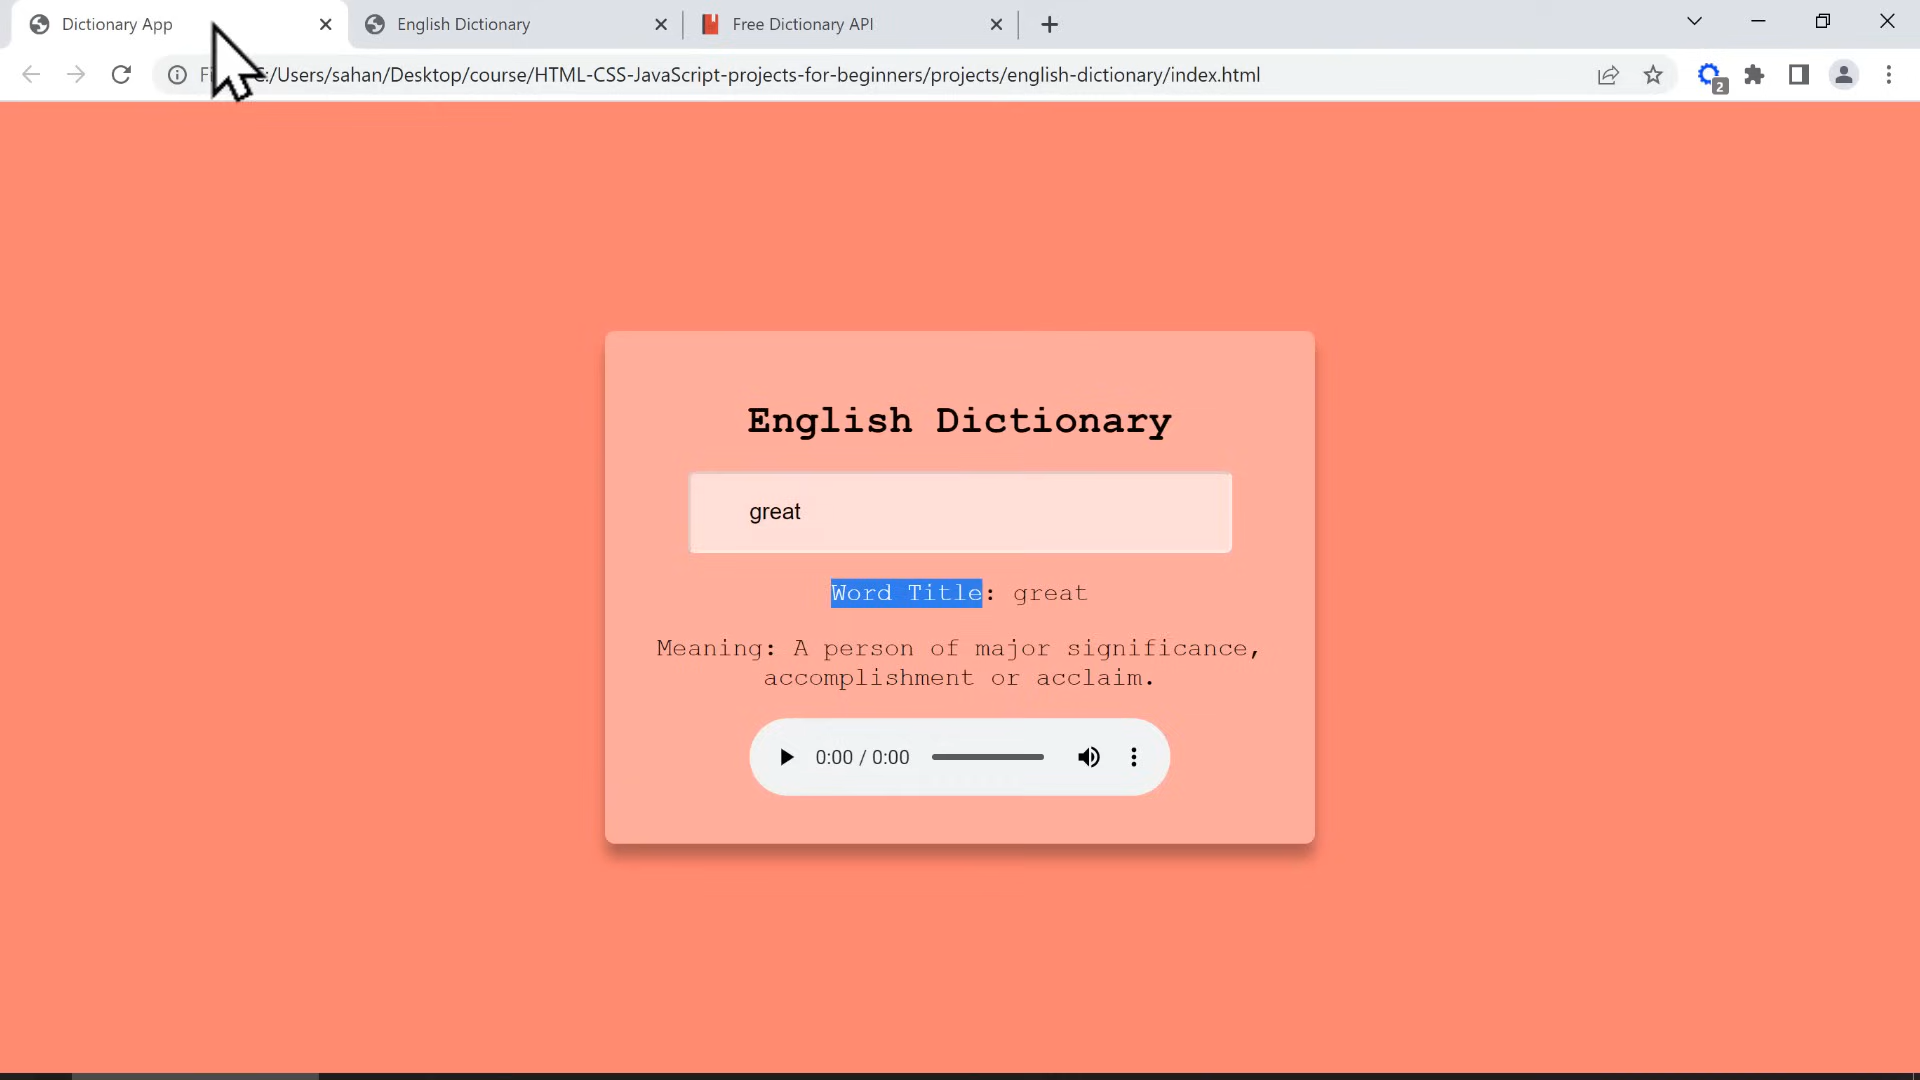 Dictionary App
English Dictionary
Free Dictionary API
/Users/sahan/Desktop/course/HTML-CSS-JavaScript-projects-for-beginners/projects/english-dictionary/index.html
2
English Dictionary
great
Word Title: great
Meaning: A person of major significance,
accomplishment or acclaim.
0:00 / 0:00